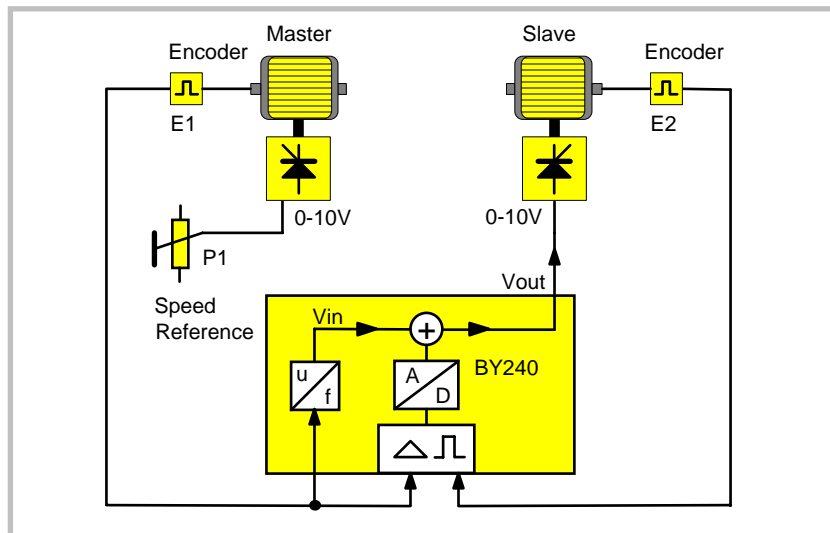 Master
Slave
Encoder
Encoder
E1
E2
0-10V
0-10V
P1
Speed
Reference
Vout
Vin
BY240
u
f
A
D